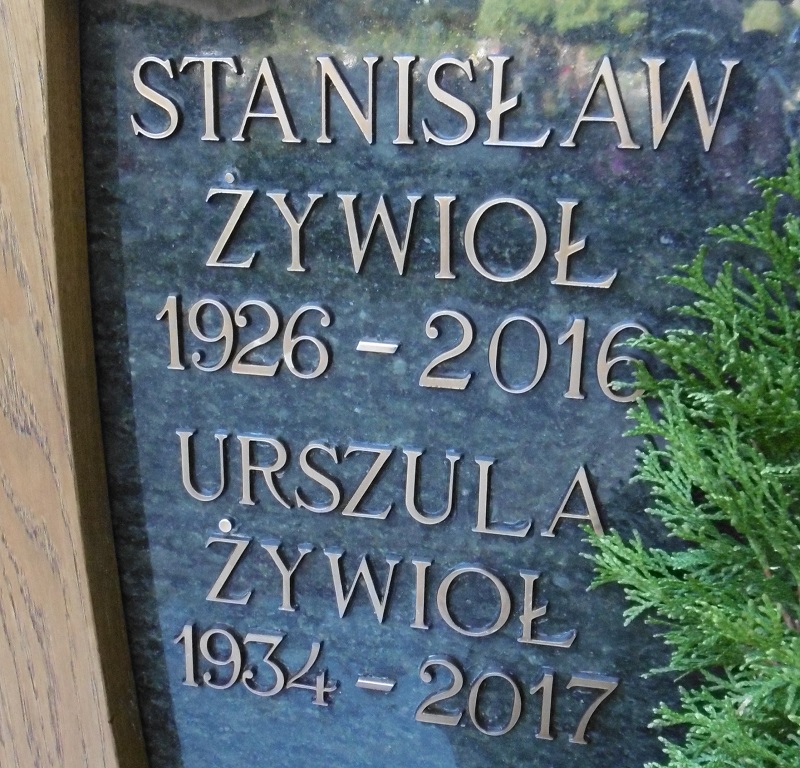 STANISŁAW
ŻYWIOŁ
1926 - 2016
URSZULA
ŻYWIOŁ
1934 - 2017